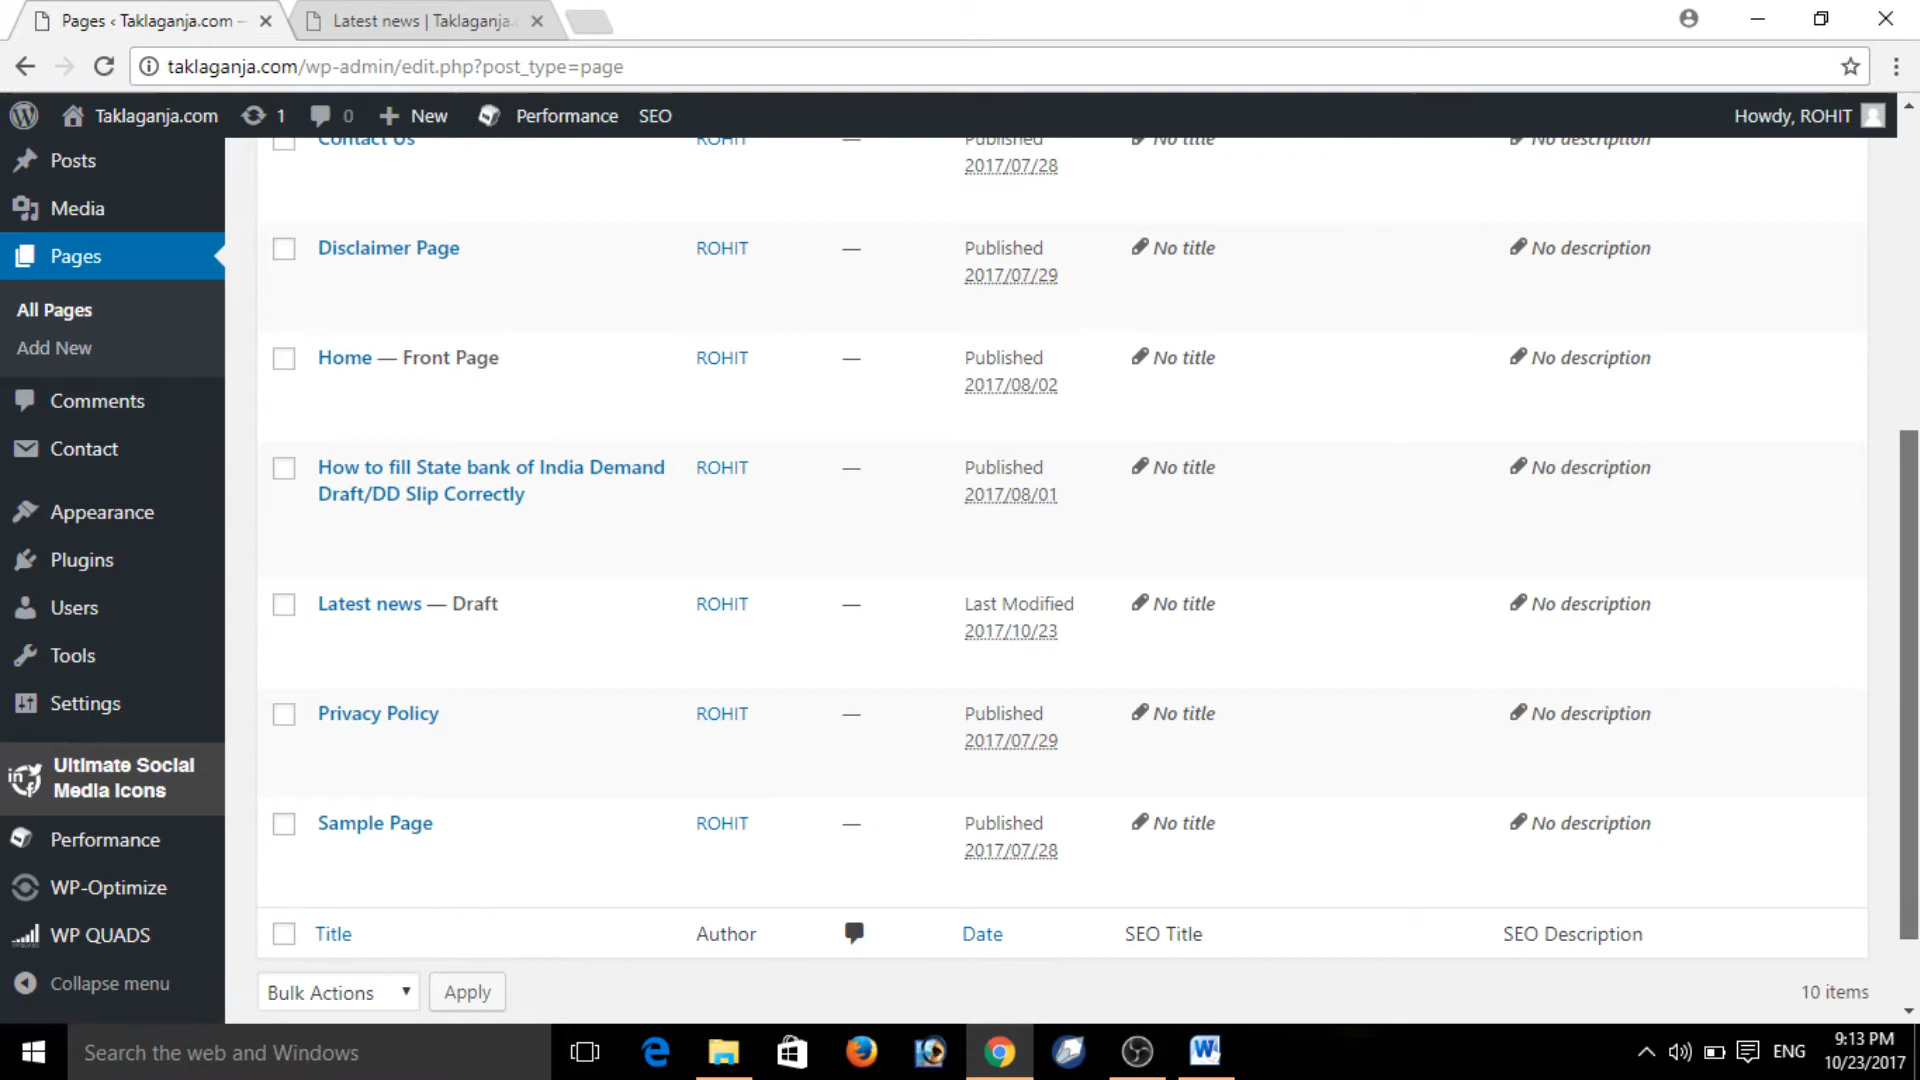 Pages ‹ Taklaganja.com –
Latest news | Taklaganja.
taklaganja.com/wp-admin/edit.php?post_type=page
Taklaganja.com 1 0 New Performance SEO Howdy, ROHIT
Posts
Media
Pages
All Pages
Add New
Comments
Contact
Appearance
Plugins
Users
Tools
Settings
Ultimate Social
Media Icons
Performance
WP-Optimize
WP QUADS
Collapse menu
Contact Us ROHIT — Published No title No description
2017/07/28
Disclaimer Page ROHIT — Published No title No description
2017/07/29
Home — Front Page ROHIT — Published No title No description
2017/08/02
How to fill State bank of India Demand ROHIT — Published No title No description
Draft/DD Slip Correctly 2017/08/01
Latest news — Draft ROHIT — Last Modified No title No description
2017/10/23
Privacy Policy ROHIT — Published No title No description
2017/07/29
Sample Page ROHIT — Published No title No description
2017/07/28
Title Author Date SEO Title SEO Description
Bulk Actions Apply 10 items
Search the web and Windows
ENG
9:13 PM
10/23/2017